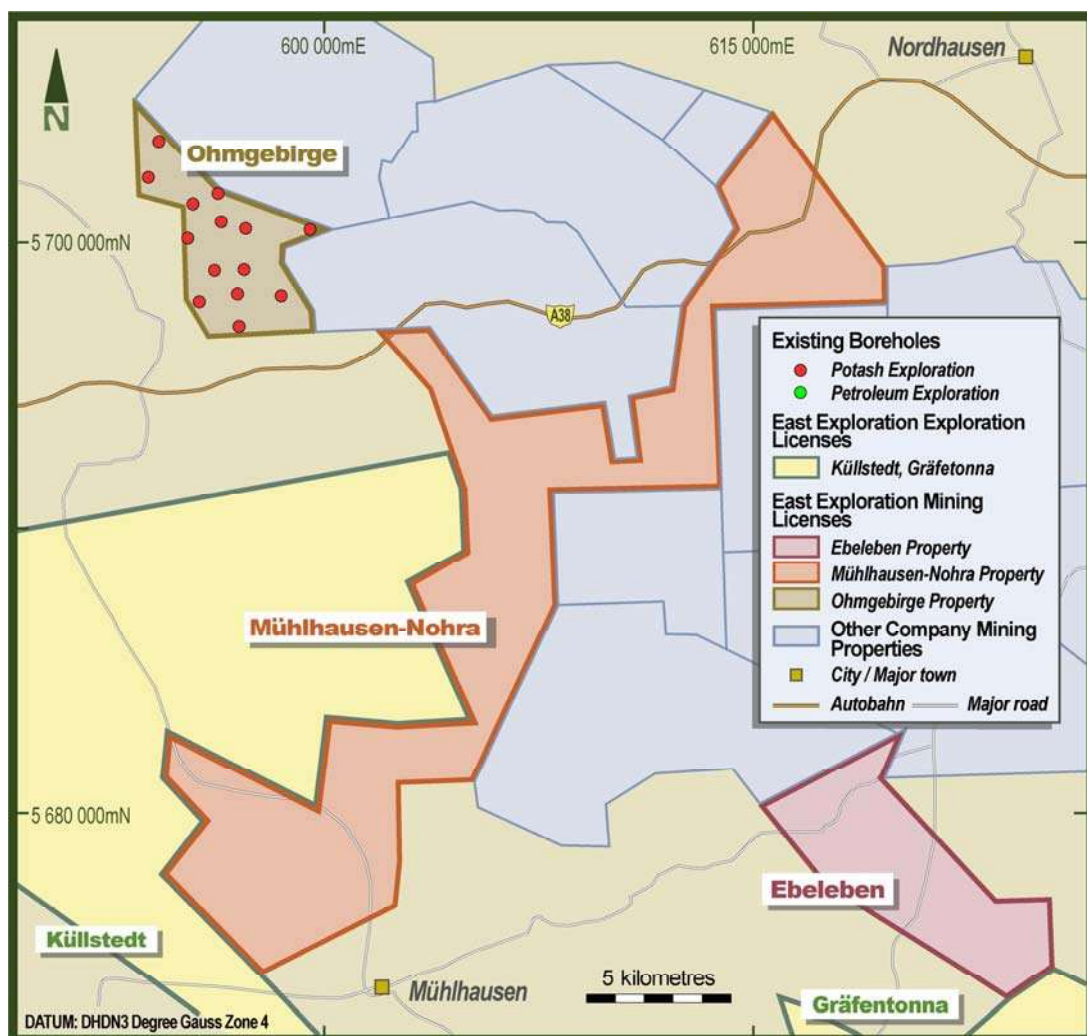 600 000mE
615 000mE
Nordhausen
N
Ohmgebirge
5 700 000mN
A38
Existing Boreholes
Potash Exploration
Petroleum Exploration
East Exploration Exploration
Licenses
Küllstedt, Gräfetonna
East Exploration Mining
Licenses
Ebeleben Property
Mühlhausen-Nohra Property
Ohmgebirge Property
Other Company Mining
Properties
City / Major town
Autobahn
Major road
Mühlhausen-Nohra
5 680 000mN
Ebeleben
Küllstedt
5 kilometres
Mühlhausen
Gräfentonna
DATUM: DHDN3 Degree Gauss Zone 4